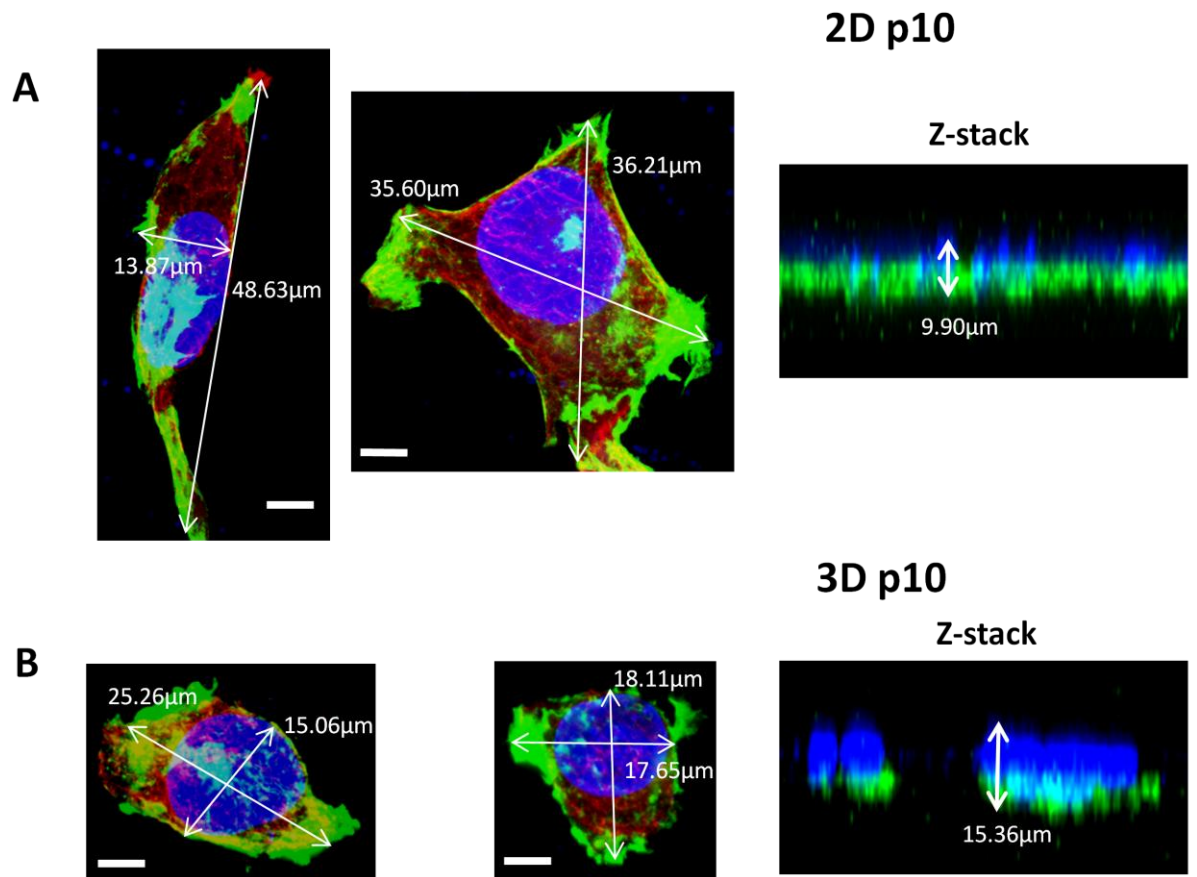 2D p10
A
Z-stack
35.60µm
36.21µm
13.87µm
48.63µm
9.90µm
3D p10
Z-stack
B
25.26µm
15.06µm
18.11µm
17.65µm
15.36µm